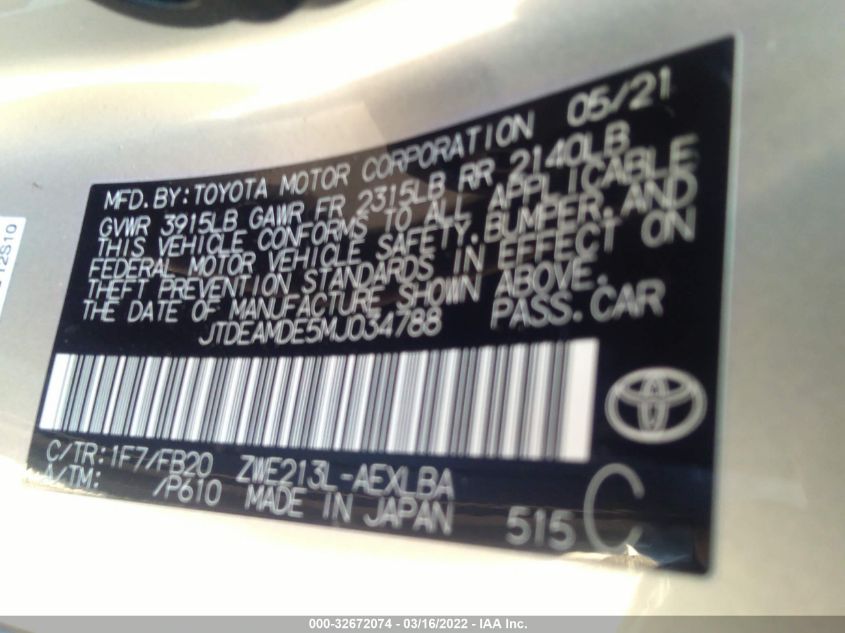 MFD.BY:TOYOTA MOTOR CORPORATION 05/21
GVWR 3915LB GAWR FR 2315LB RR 2140LB
THIS VEHICLE CONFORMS TO ALL APPLICABLE
FEDERAL MOTOR VEHICLE SAFETY,BUMPER,AND
THEFT PREVENTION STANDARDS IN EFFECT ON
THE DATE OF MANUFACTURE SHOWN ABOVE.
JTDEAMDE5MJ034788 PASS.CAR
C/TR:1F7/FB20 ZWE213L-AEXLBA
A/TM: /P610 MADE IN JAPAN 515 C
000-32672074 - 03/16/2022 - IAA Inc.